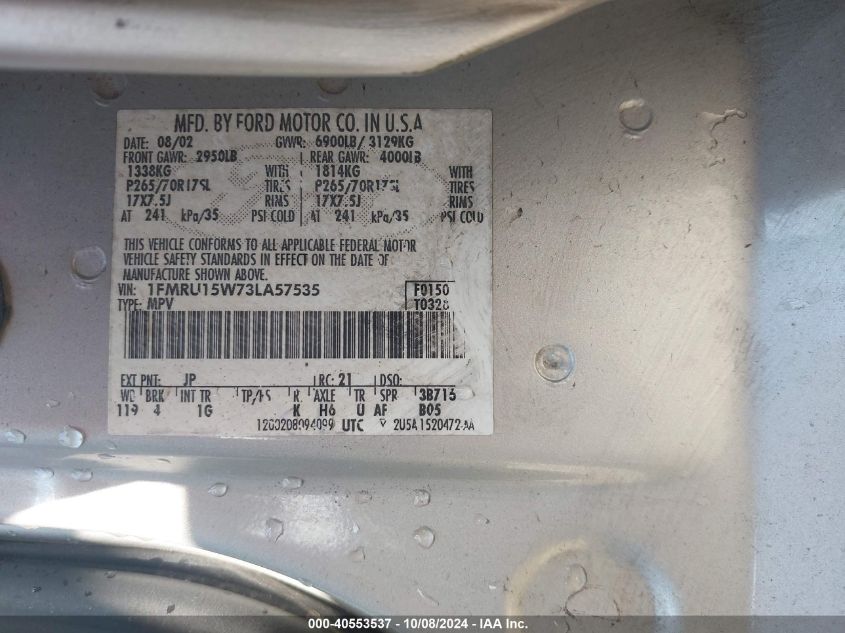 MFD. BY FORD MOTOR CO. IN U.S.A
DATE: 08/02 GVWR: 6900LB/ 3129KG
FRONT GAWR: 2950LB REAR GAWR: 4000LB
1338KG WITH 1814KG WITH
P265/70R17SL TIRES P265/70R17SL TIRES
17X7.5J RIMS 17X7.5J RIMS
AT 241 kPa/35 PSI COLD AT 241 kPa/35 PSI COLD
THIS VEHICLE CONFORMS TO ALL APPLICABLE FEDERAL MOTOR
VEHICLE SAFETY STANDARDS IN EFFECT ON THE DATE OF
MANUFACTURE SHOWN ABOVE.
VIN: 1FMRU15W73LA57535 F0150
TYPE: MPV T0328
EXT PNT: JP RC: 21 DSO:
WB BRK INT TR TP/PS R AXLE TR SPR 3B715
119 4 1G K H6 U AF B05
UTC 2U5A 1520472-AA
000-40553537 - 10/08/2024 - IAA Inc.